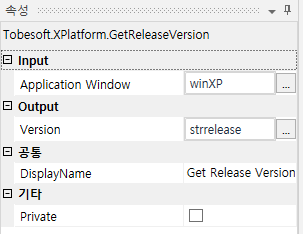 속성
Tobesoft.XPlatform.GetReleaseVersion
Input
Application Window winXP ...
Output
Version strrelease ...
공통
DisplayName Get Release Version
기타
Private